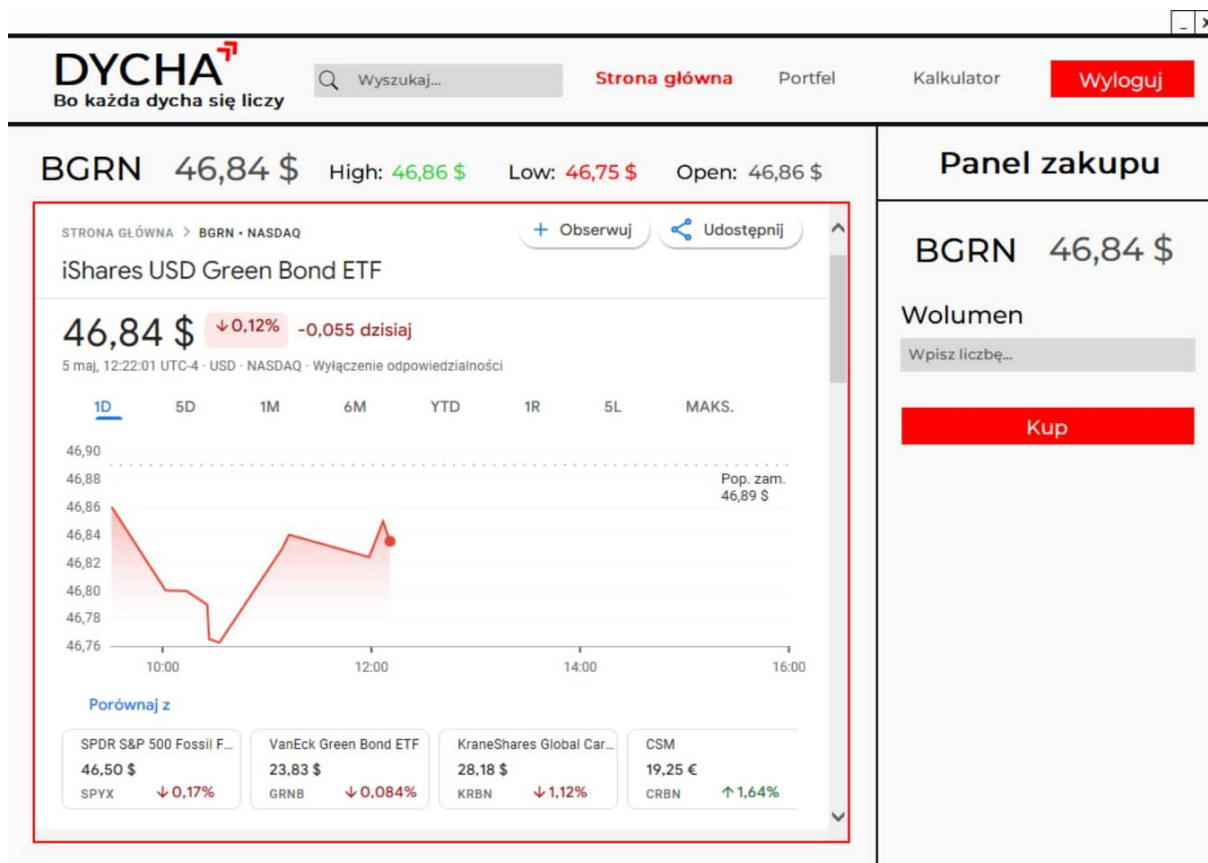 _ x
DYCHA
Bo każda dycha się liczy
Wyszukaj...
Strona główna
Portfel
Kalkulator
Wyloguj
BGRN 46,84 $ High: 46,86 $ Low: 46,75 $ Open: 46,86 $
STRONA GŁÓWNA > BGRN • NASDAQ
+ Obserwuj
Udostępnij
iShares USD Green Bond ETF
46,84 $ ↓0,12% -0,055 dzisiaj
5 maj, 12:22:01 UTC-4 · USD · NASDAQ · Wyłączenie odpowiedzialności
1D 5D 1M 6M YTD 1R 5L MAKS.
46,90
46,88
46,86
46,84
46,82
46,80
46,78
46,76
Pop. zam.
46,89 $
10:00 12:00 14:00 16:00
Porównaj z
SPDR S&P 500 Fossil F...
46,50 $
SPYX ↓0,17%
VanEck Green Bond ETF
23,83 $
GRNB ↓0,084%
KraneShares Global Car...
28,18 $
KRBN ↓1,12%
CSM
19,25 €
CRBN ↑1,64%
Panel zakupu
BGRN 46,84 $
Wolumen
Wpisz liczbę...
Kup